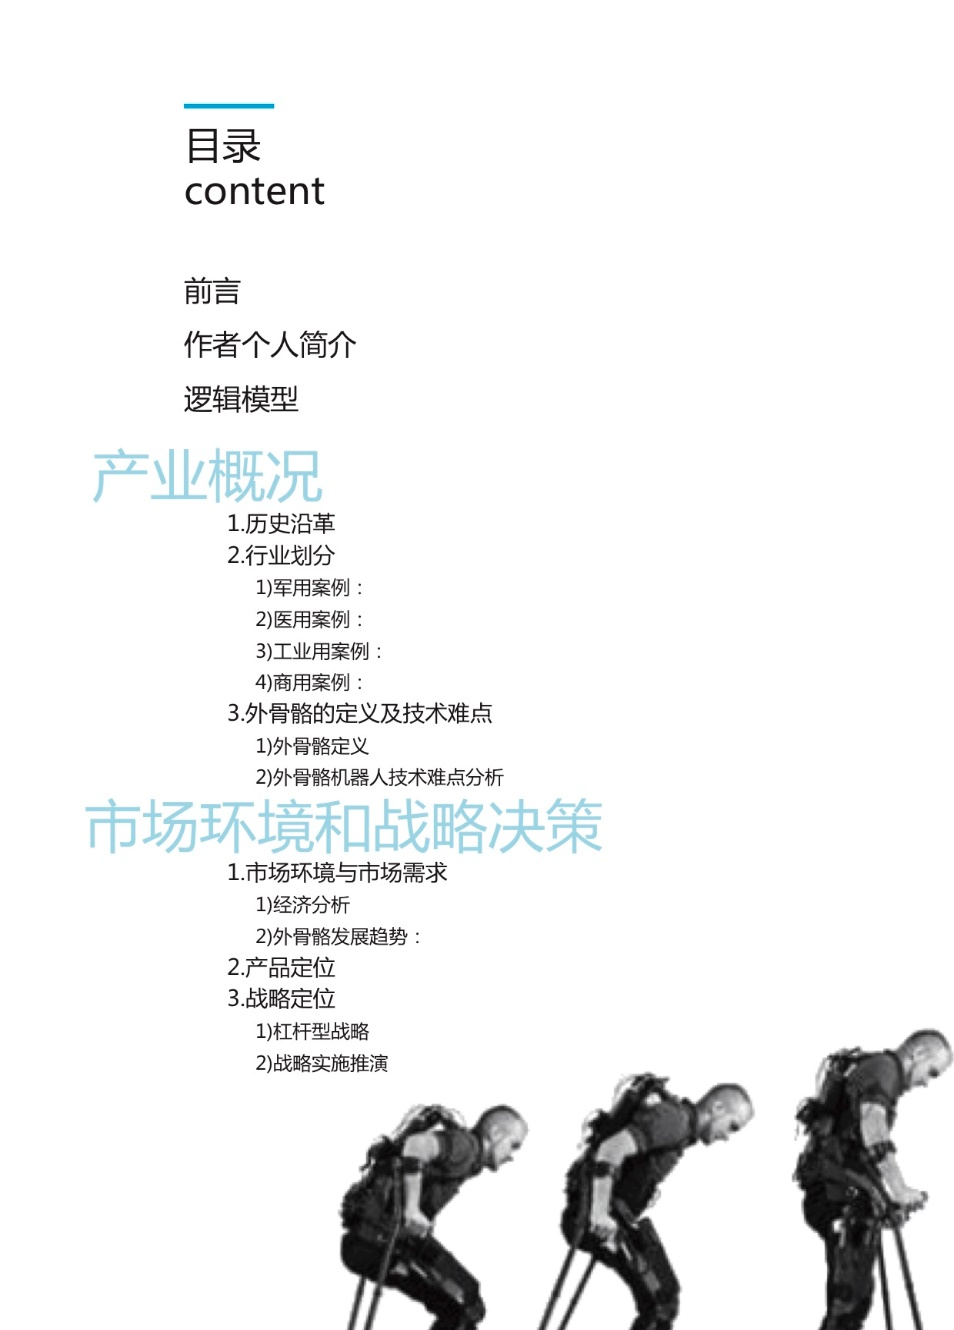 目录
content
前言
作者个人简介
逻辑模型
产业概况
1.历史沿革
2.行业划分
1)军用案例：
2)医用案例：
3)工业用案例：
4)商用案例：
3.外骨骼的定义及技术难点
1)外骨骼定义
2)外骨骼机器人技术难点分析
市场环境和战略决策
1.市场环境与市场需求
1)经济分析
2)外骨骼发展趋势：
2.产品定位
3.战略定位
1)杠杆型战略
2)战略实施推演